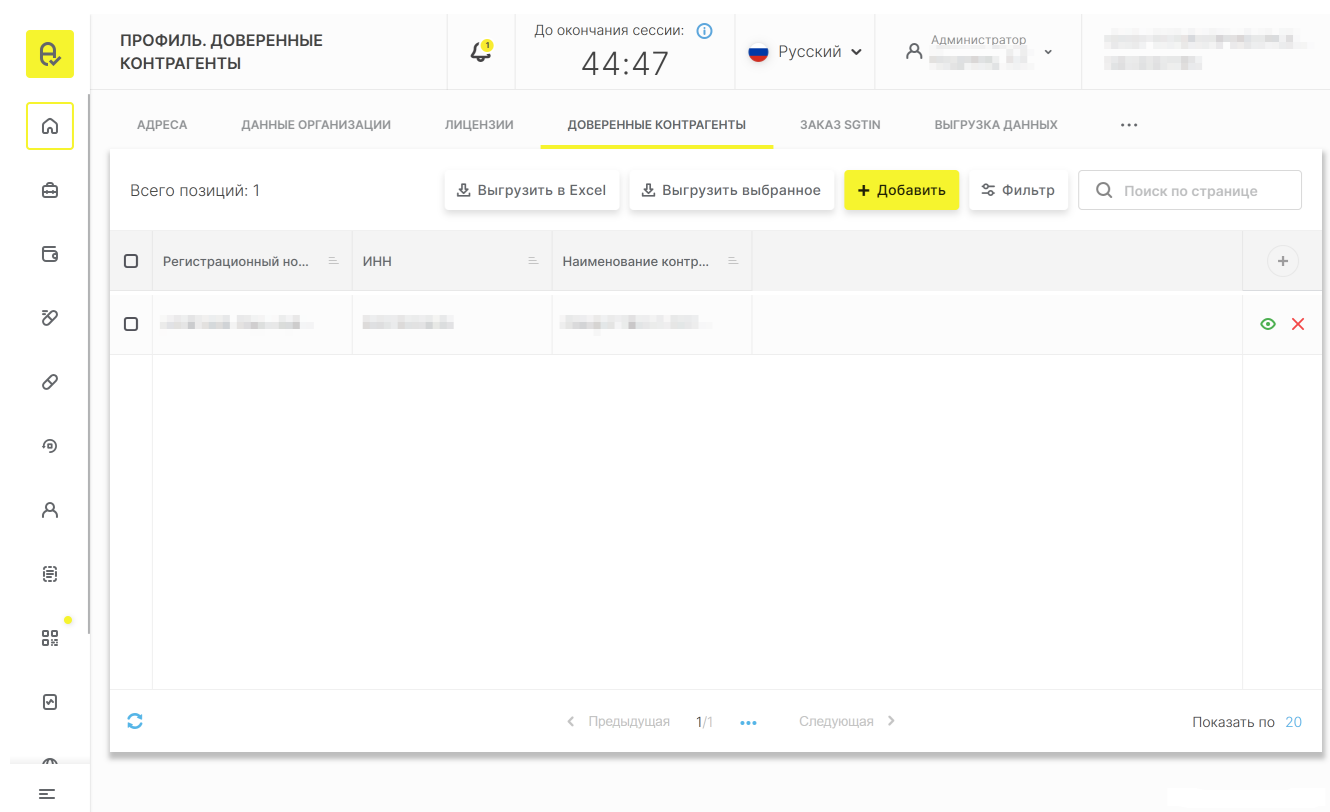 ПРОФИЛЬ. ДОВЕРЕННЫЕ
КОНТРАГЕНТЫ
1
До окончания сессии:
44:47
Русский
Администратор
АДРЕСА ДАННЫЕ ОРГАНИЗАЦИИ ЛИЦЕНЗИИ ДОВЕРЕННЫЕ КОНТРАГЕНТЫ ЗАКАЗ SGTIN ВЫГРУЗКА ДАННЫХ ...
Всего позиций: 1 Выгрузить в Excel Выгрузить выбранное + Добавить Фильтр Поиск по странице
Регистрационный но... ИНН Наименование контр... +
Предыдущая 1/1 ... Следующая Показать по 20